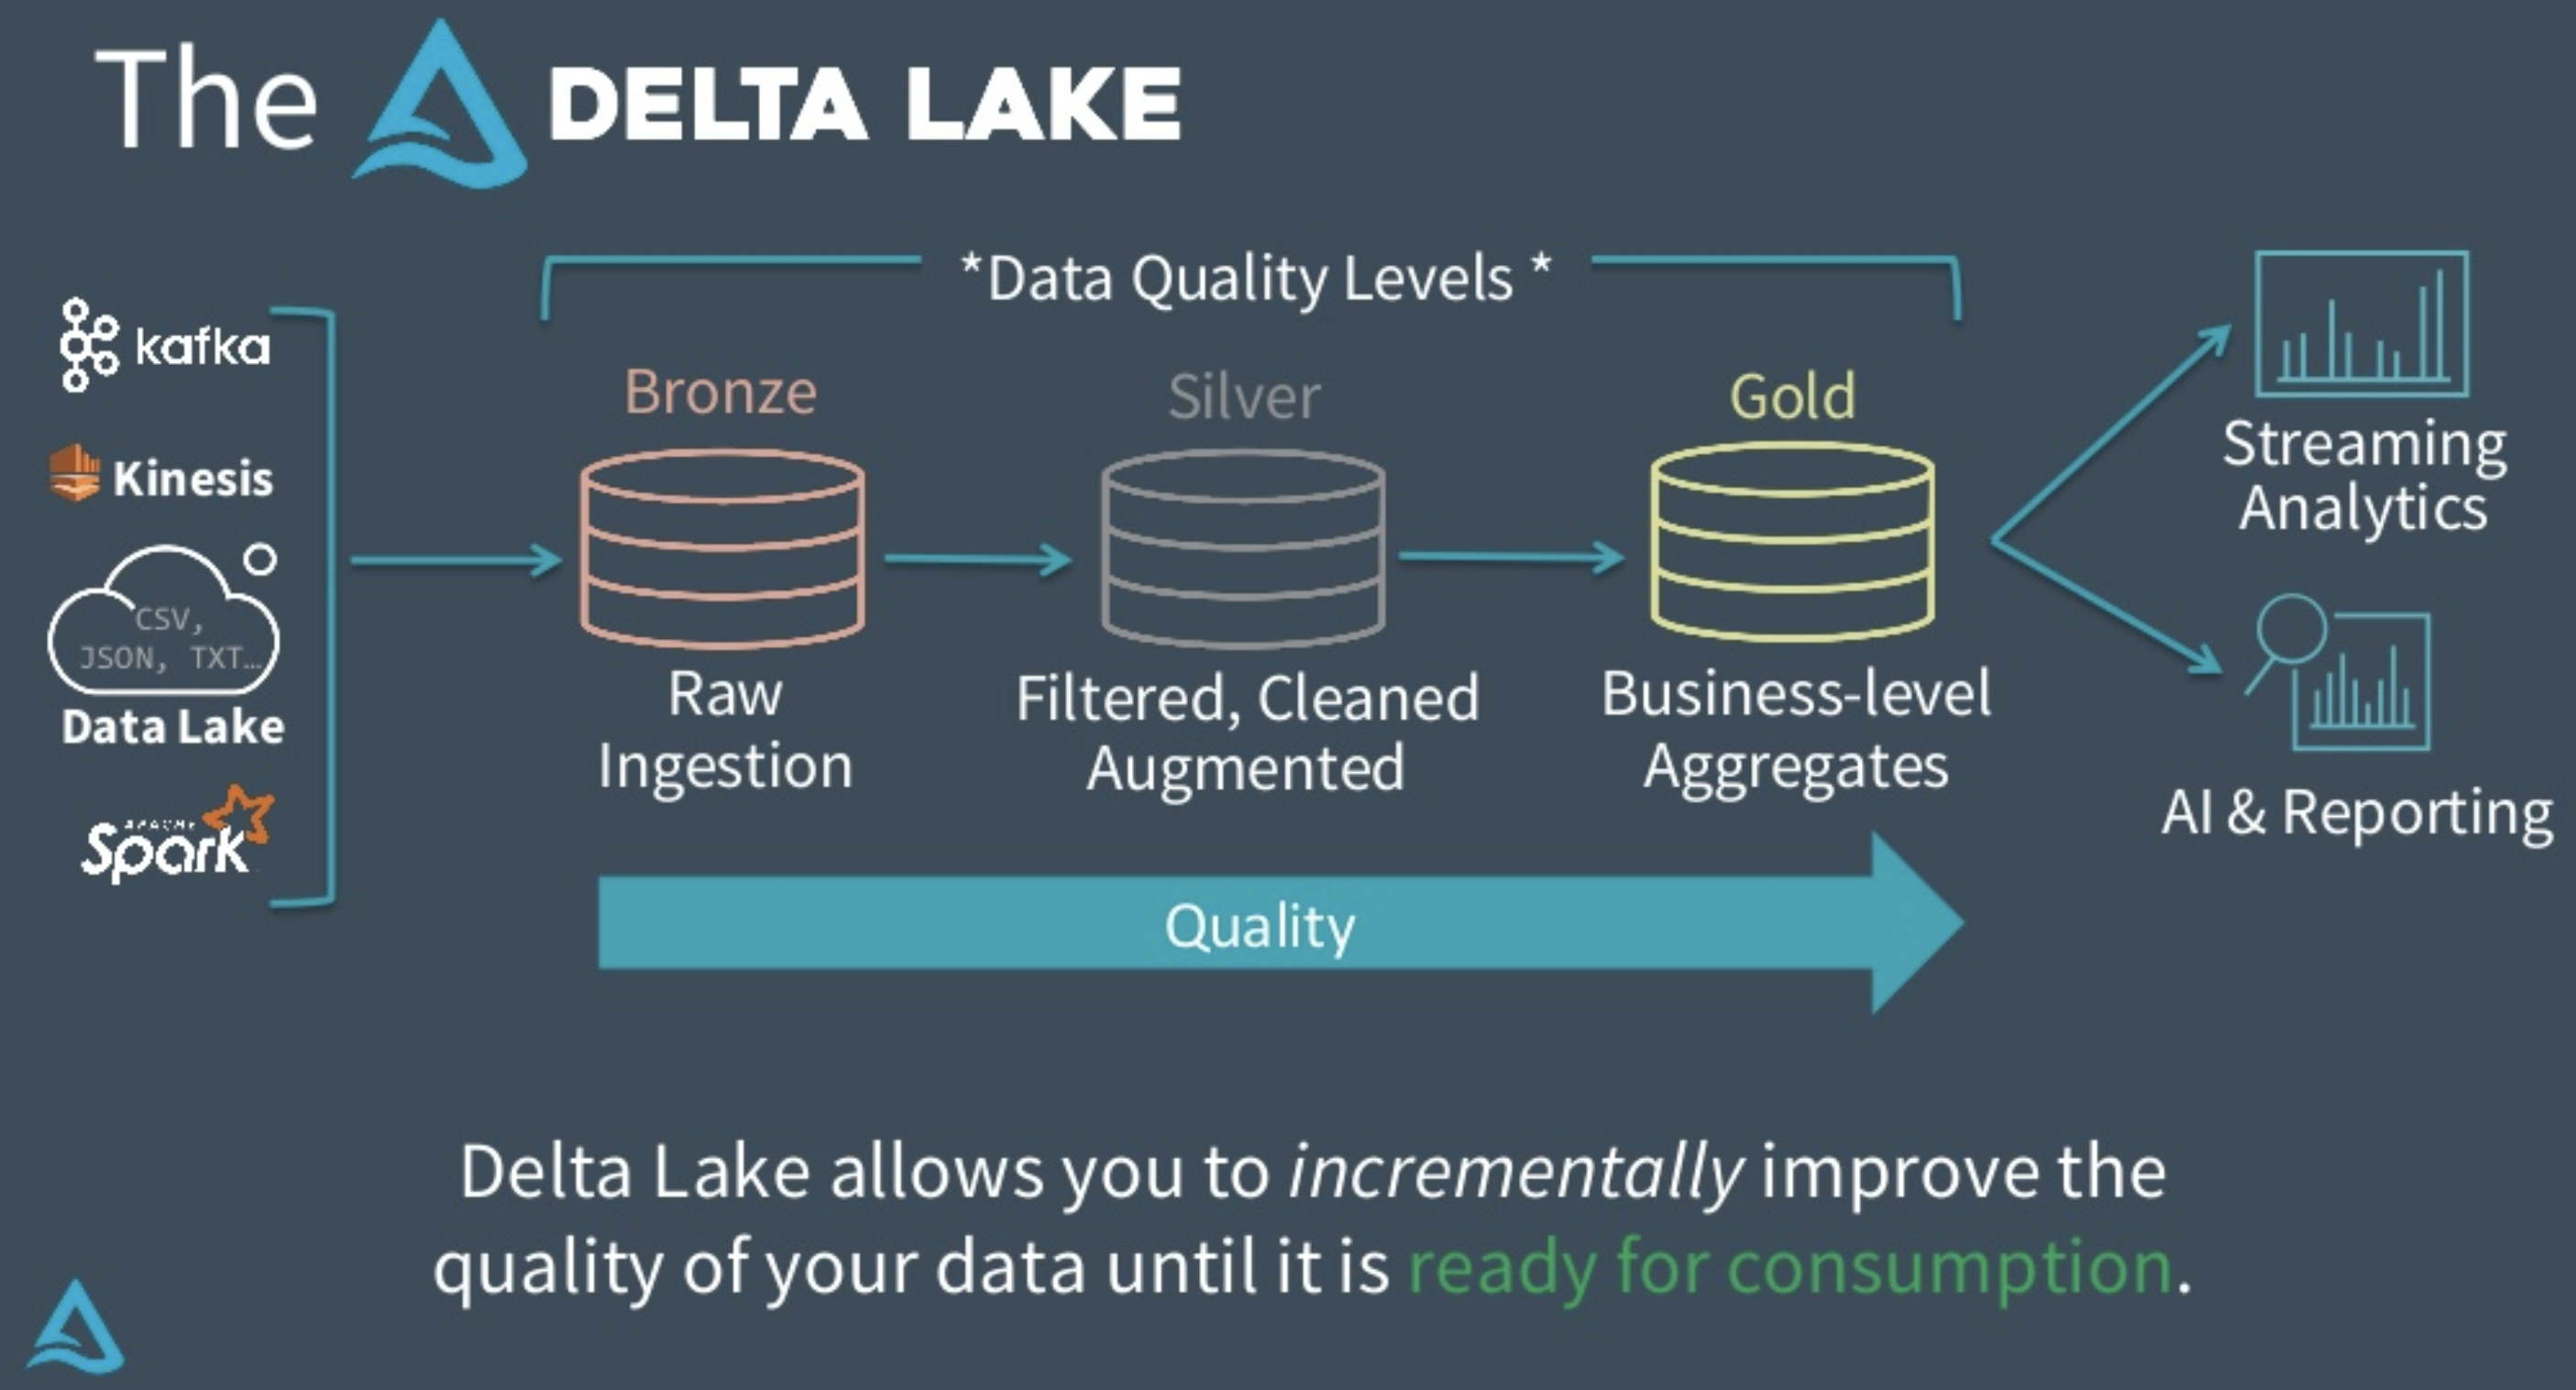 The DELTA LAKE
*Data Quality Levels *
kafka
Kinesis
CSV,
JSON, TXT…
Data Lake
APACHE
Spark
Bronze
Raw
Ingestion
Silver
Filtered, Cleaned
Augmented
Gold
Business-level
Aggregates
Streaming
Analytics
AI & Reporting
Quality
Delta Lake allows you to incrementally improve the
quality of your data until it is ready for consumption.